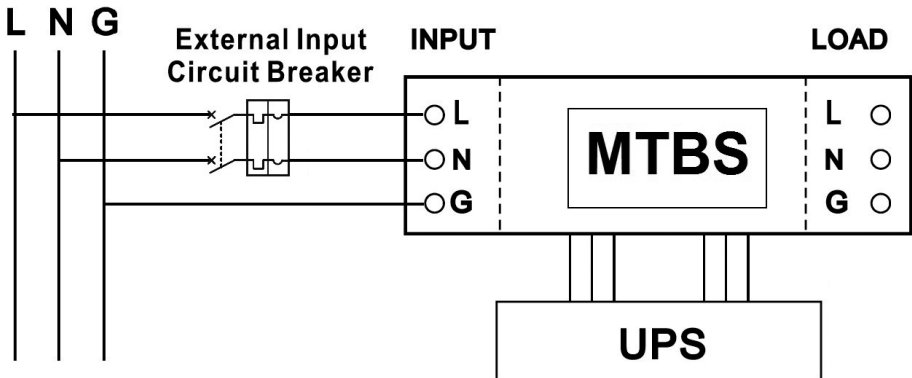 L N G
External Input
Circuit Breaker
INPUT
LOAD
L
N
G
MTBS
L
N
G
UPS